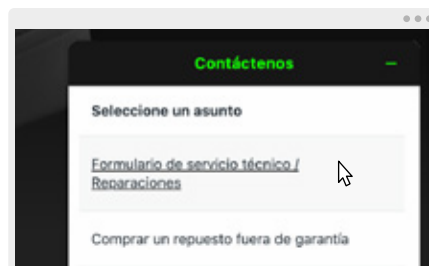 Contáctenos
Seleccione un asunto
Formulario de servicio técnico /
Reparaciones
Comprar un repuesto fuera de garantía